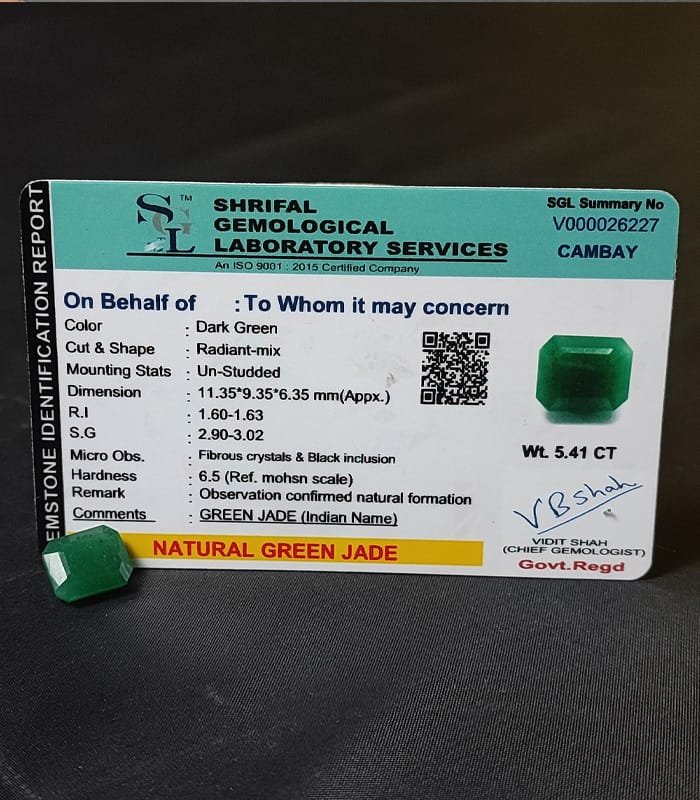 GEMSTONE IDENTIFICATION REPORT
SGL
TM
SHRIFAL
GEMOLOGICAL
LABORATORY SERVICES
An ISO 9001 : 2015 Certified Company
SGL Summary No
V000026227
CAMBAY
On Behalf of : To Whom it may concern
Color : Dark Green
Cut & Shape : Radiant-mix
Mounting Stats : Un-Studded
Dimension : 11.35*9.35*6.35 mm(Appx.)
R.I : 1.60-1.63
S.G : 2.90-3.02
Micro Obs. : Fibrous crystals & Black inclusion
Hardness : 6.5 (Ref. mohsn scale)
Remark : Observation confirmed natural formation
Comments : GREEN JADE (Indian Name)
NATURAL GREEN JADE
Wt. 5.41 CT
VBShah
VIDIT SHAH
(CHIEF GEMOLOGIST)
Govt.Regd